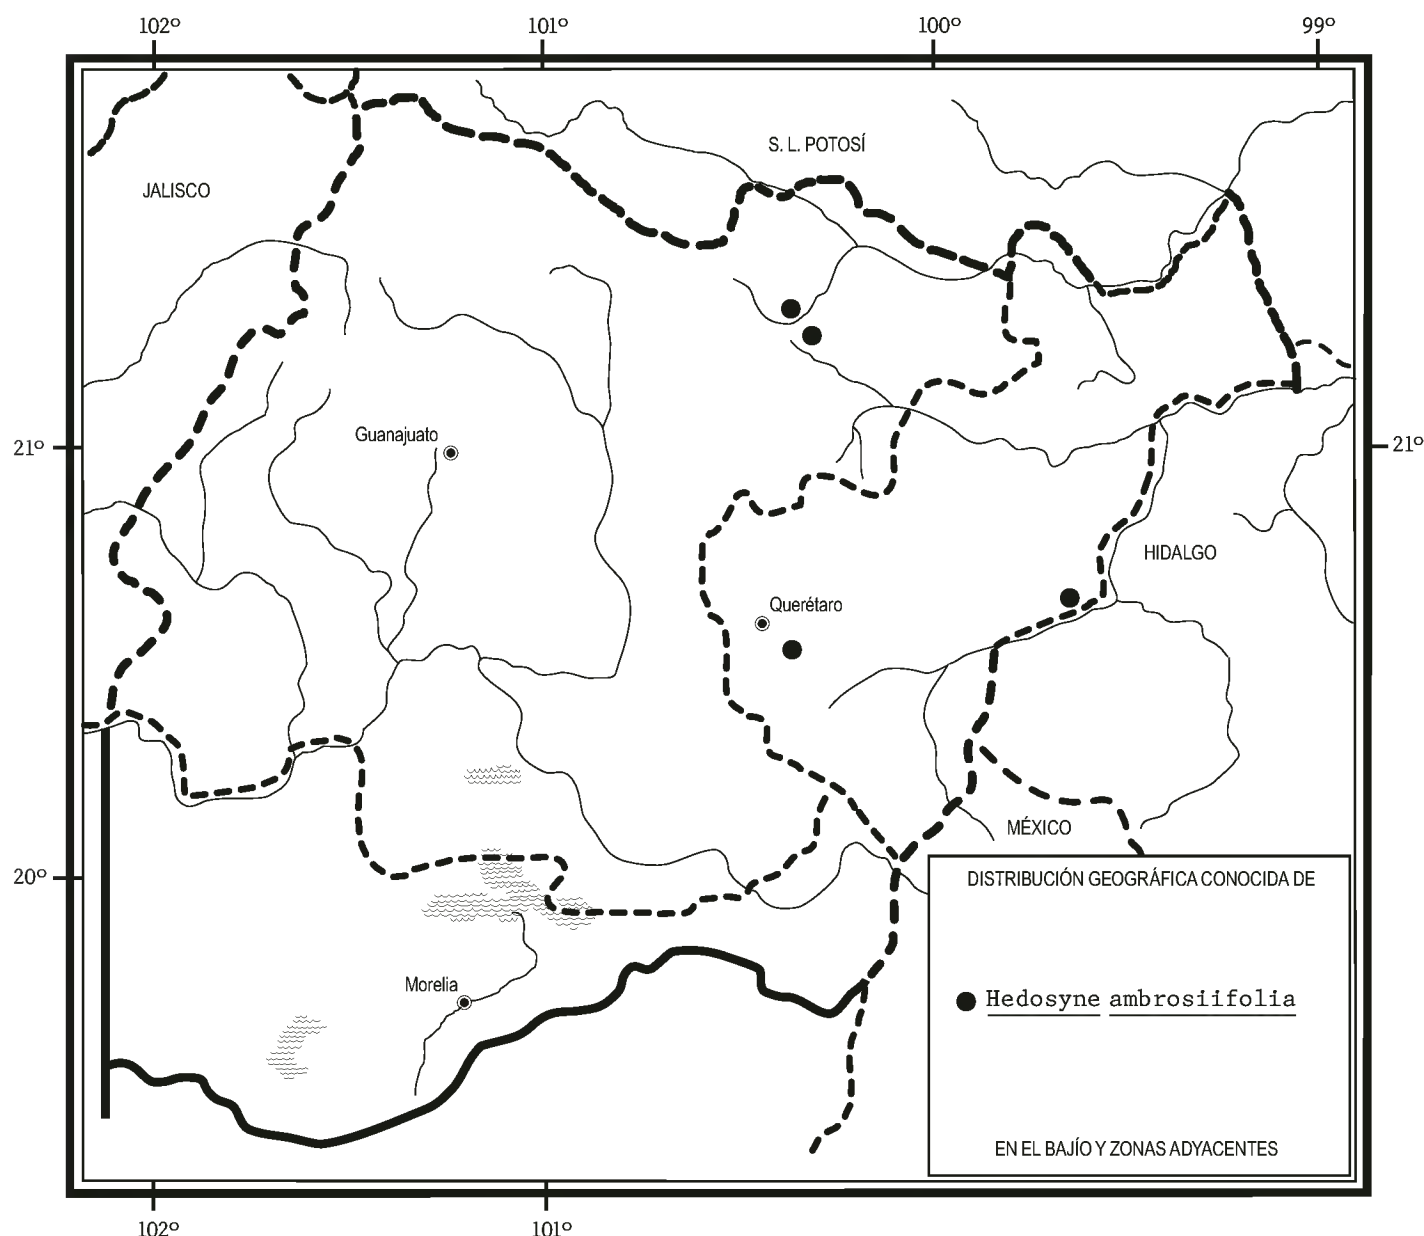 102º 101º 100º 99º
S. L. POTOSÍ
JALISCO
Guanajuato
21º
21º
HIDALGO
Querétaro
MÉXICO
20º
DISTRIBUCIÓN GEOGRÁFICA CONOCIDA DE
Morelia
Hedosyne ambrosiifolia
EN EL BAJÍO Y ZONAS ADYACENTES
102º 101º